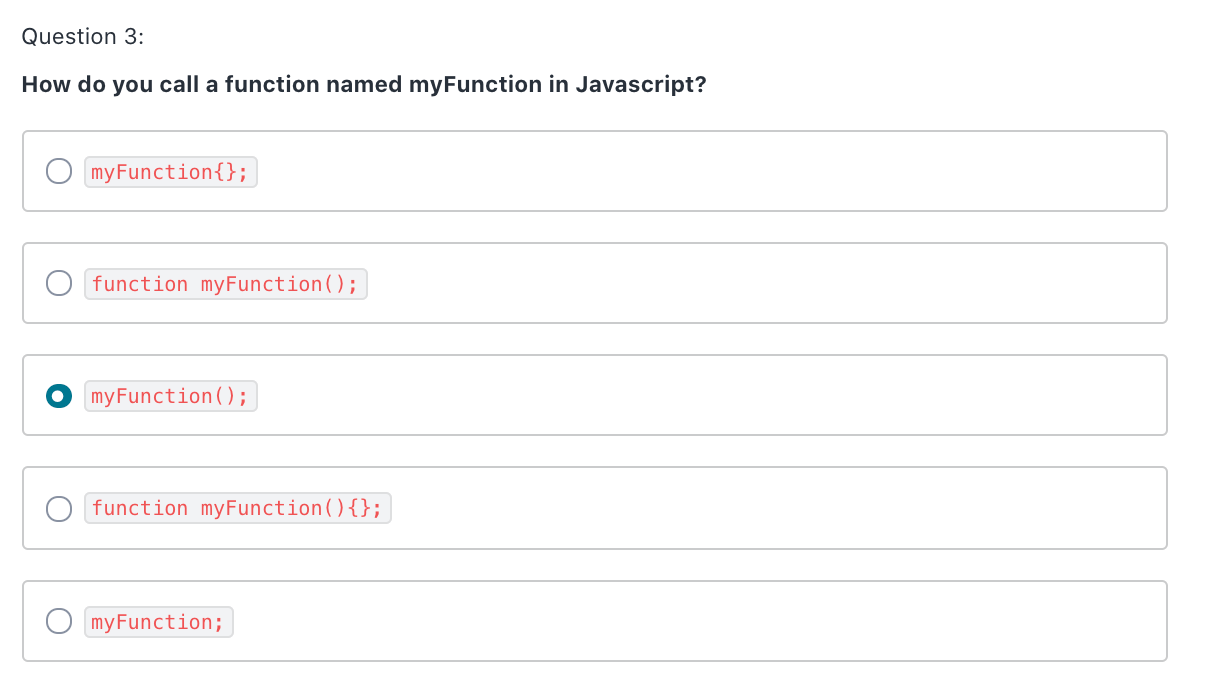 Question 3:
How do you call a function named myFunction in Javascript?
myFunction{};
function myFunction();
myFunction();
function myFunction(){};
myFunction;